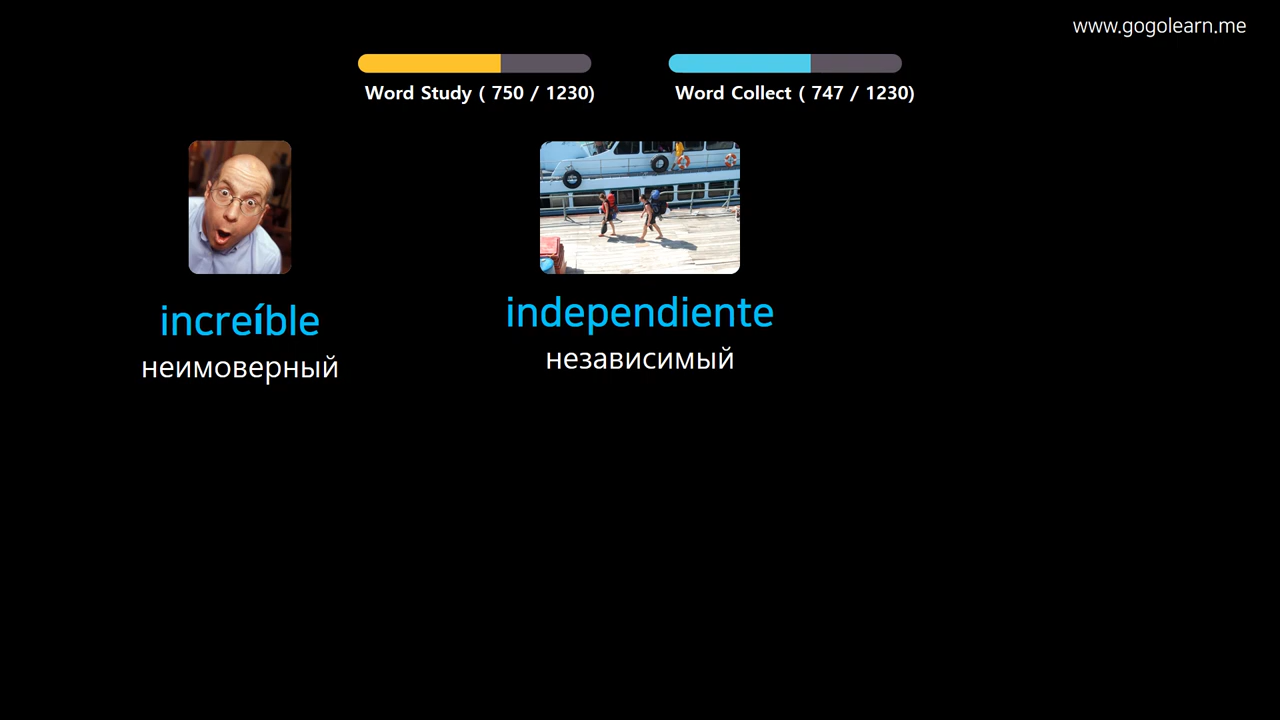 www.gogolearn.me
Word Study ( 750 / 1230)
Word Collect ( 747 / 1230)
increíble
неимоверный
independiente
независимый